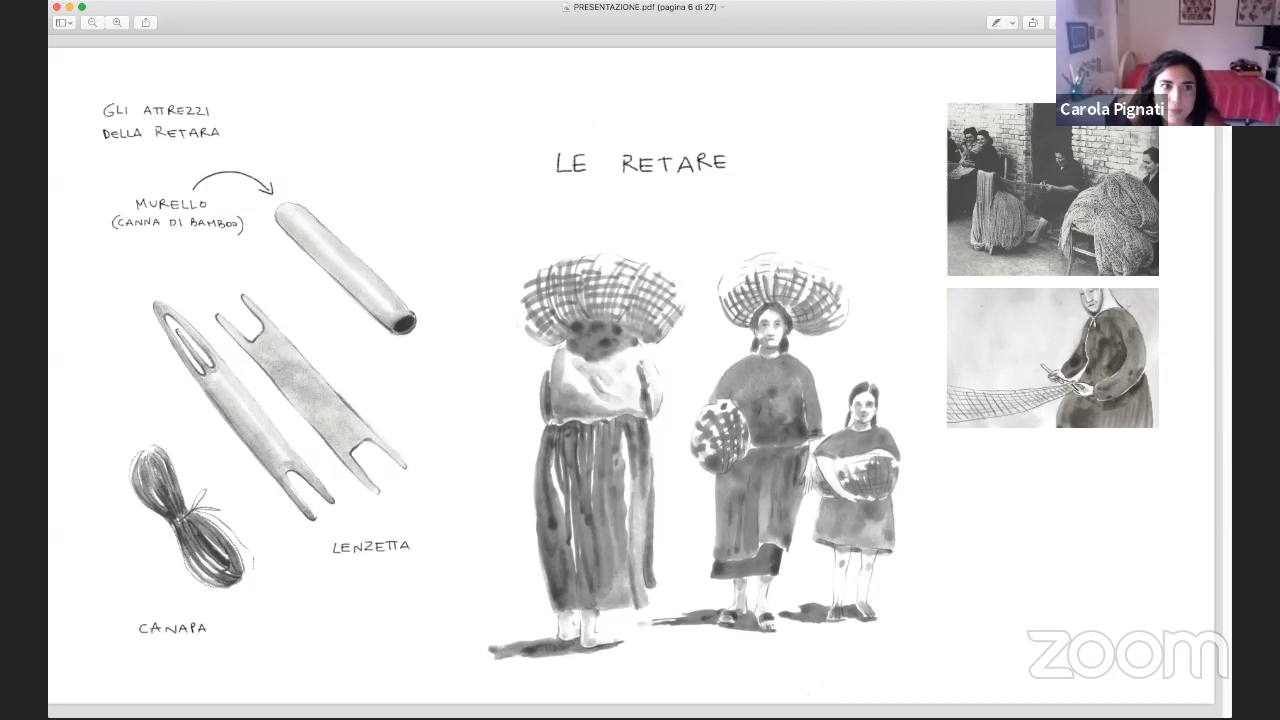 PRESENTAZIONE.pdf (pagina 6 di 27)
Carola Pignati
GLI ATTREZZI
DELLA RETARA
LE RETARE
MURELLO
(CANNA DI BAMBOO)
LENZETTA
CANAPA
zoom